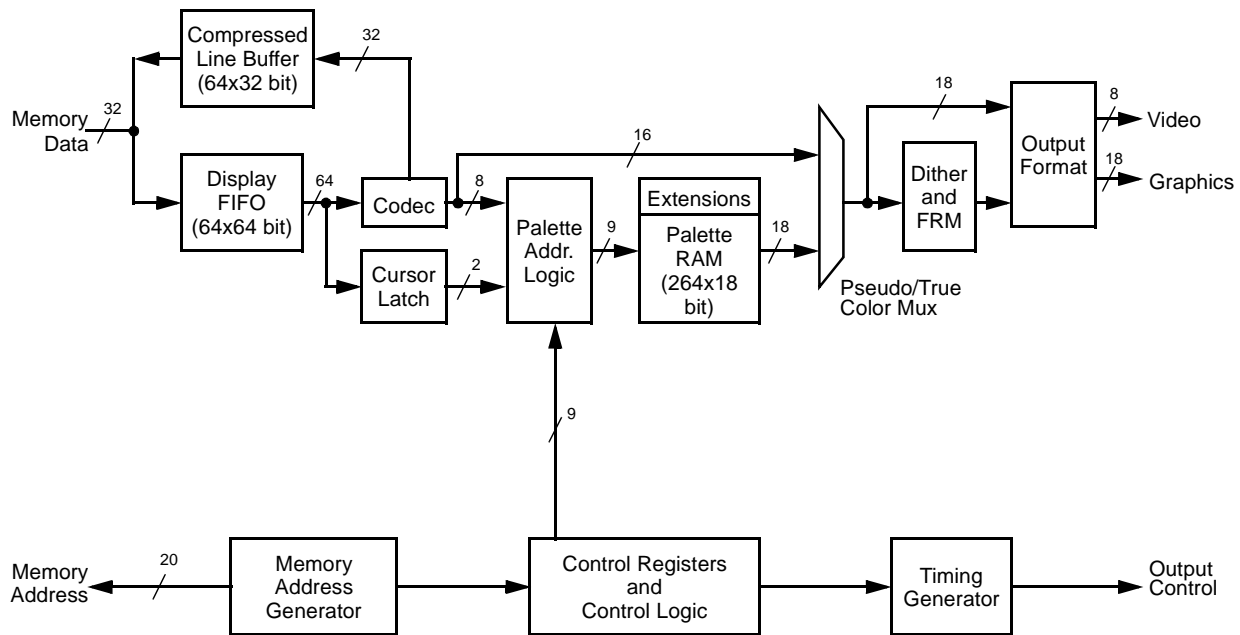 Compressed
Line Buffer
(64x32 bit)
32
32
Memory
Data
Display
FIFO
(64x64 bit)
64
Codec
8
Cursor
Latch
2
16
Palette
Addr.
Logic
9
Extensions
Palette
RAM
(264x18
bit)
18
Pseudo/True
Color Mux
18
Dither
and
FRM
Output
Format
8
Video
18
Graphics
9
Memory
Address
20
Memory
Address
Generator
Control Registers
and
Control Logic
Timing
Generator
Output
Control